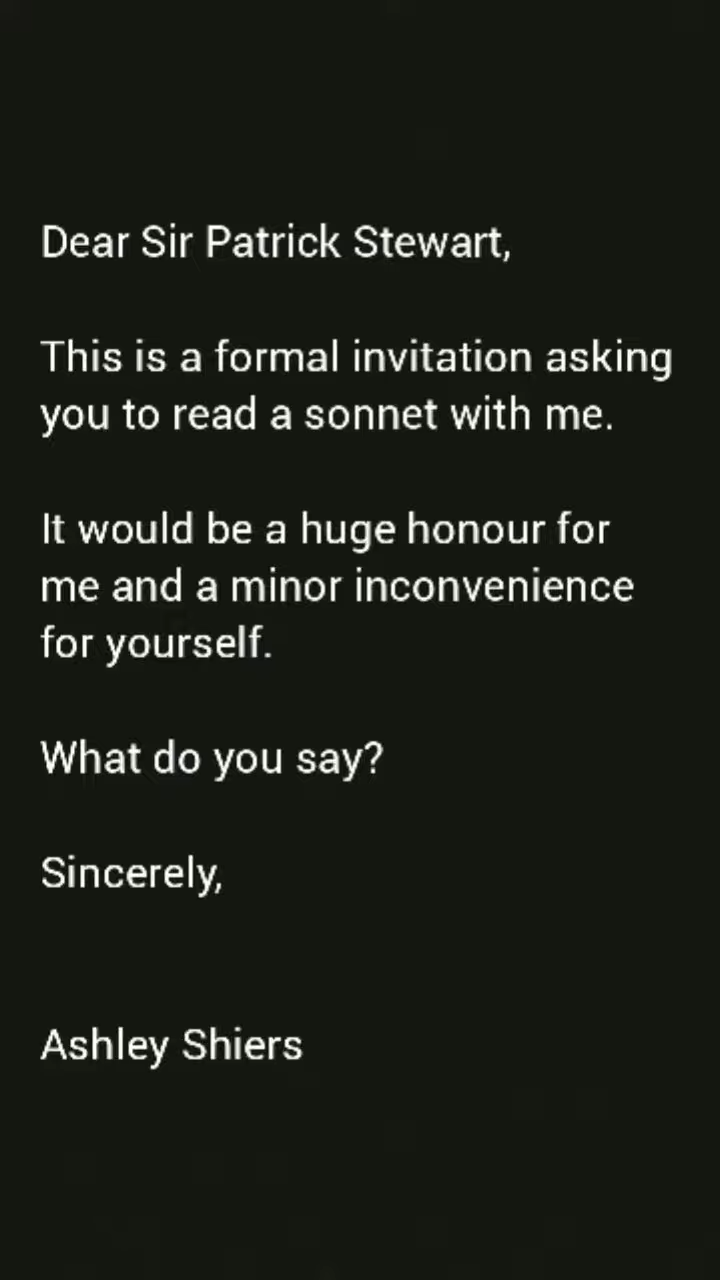 Dear Sir Patrick Stewart,
This is a formal invitation asking
you to read a sonnet with me.
It would be a huge honour for
me and a minor inconvenience
for yourself.
What do you say?
Sincerely,
Ashley Shiers